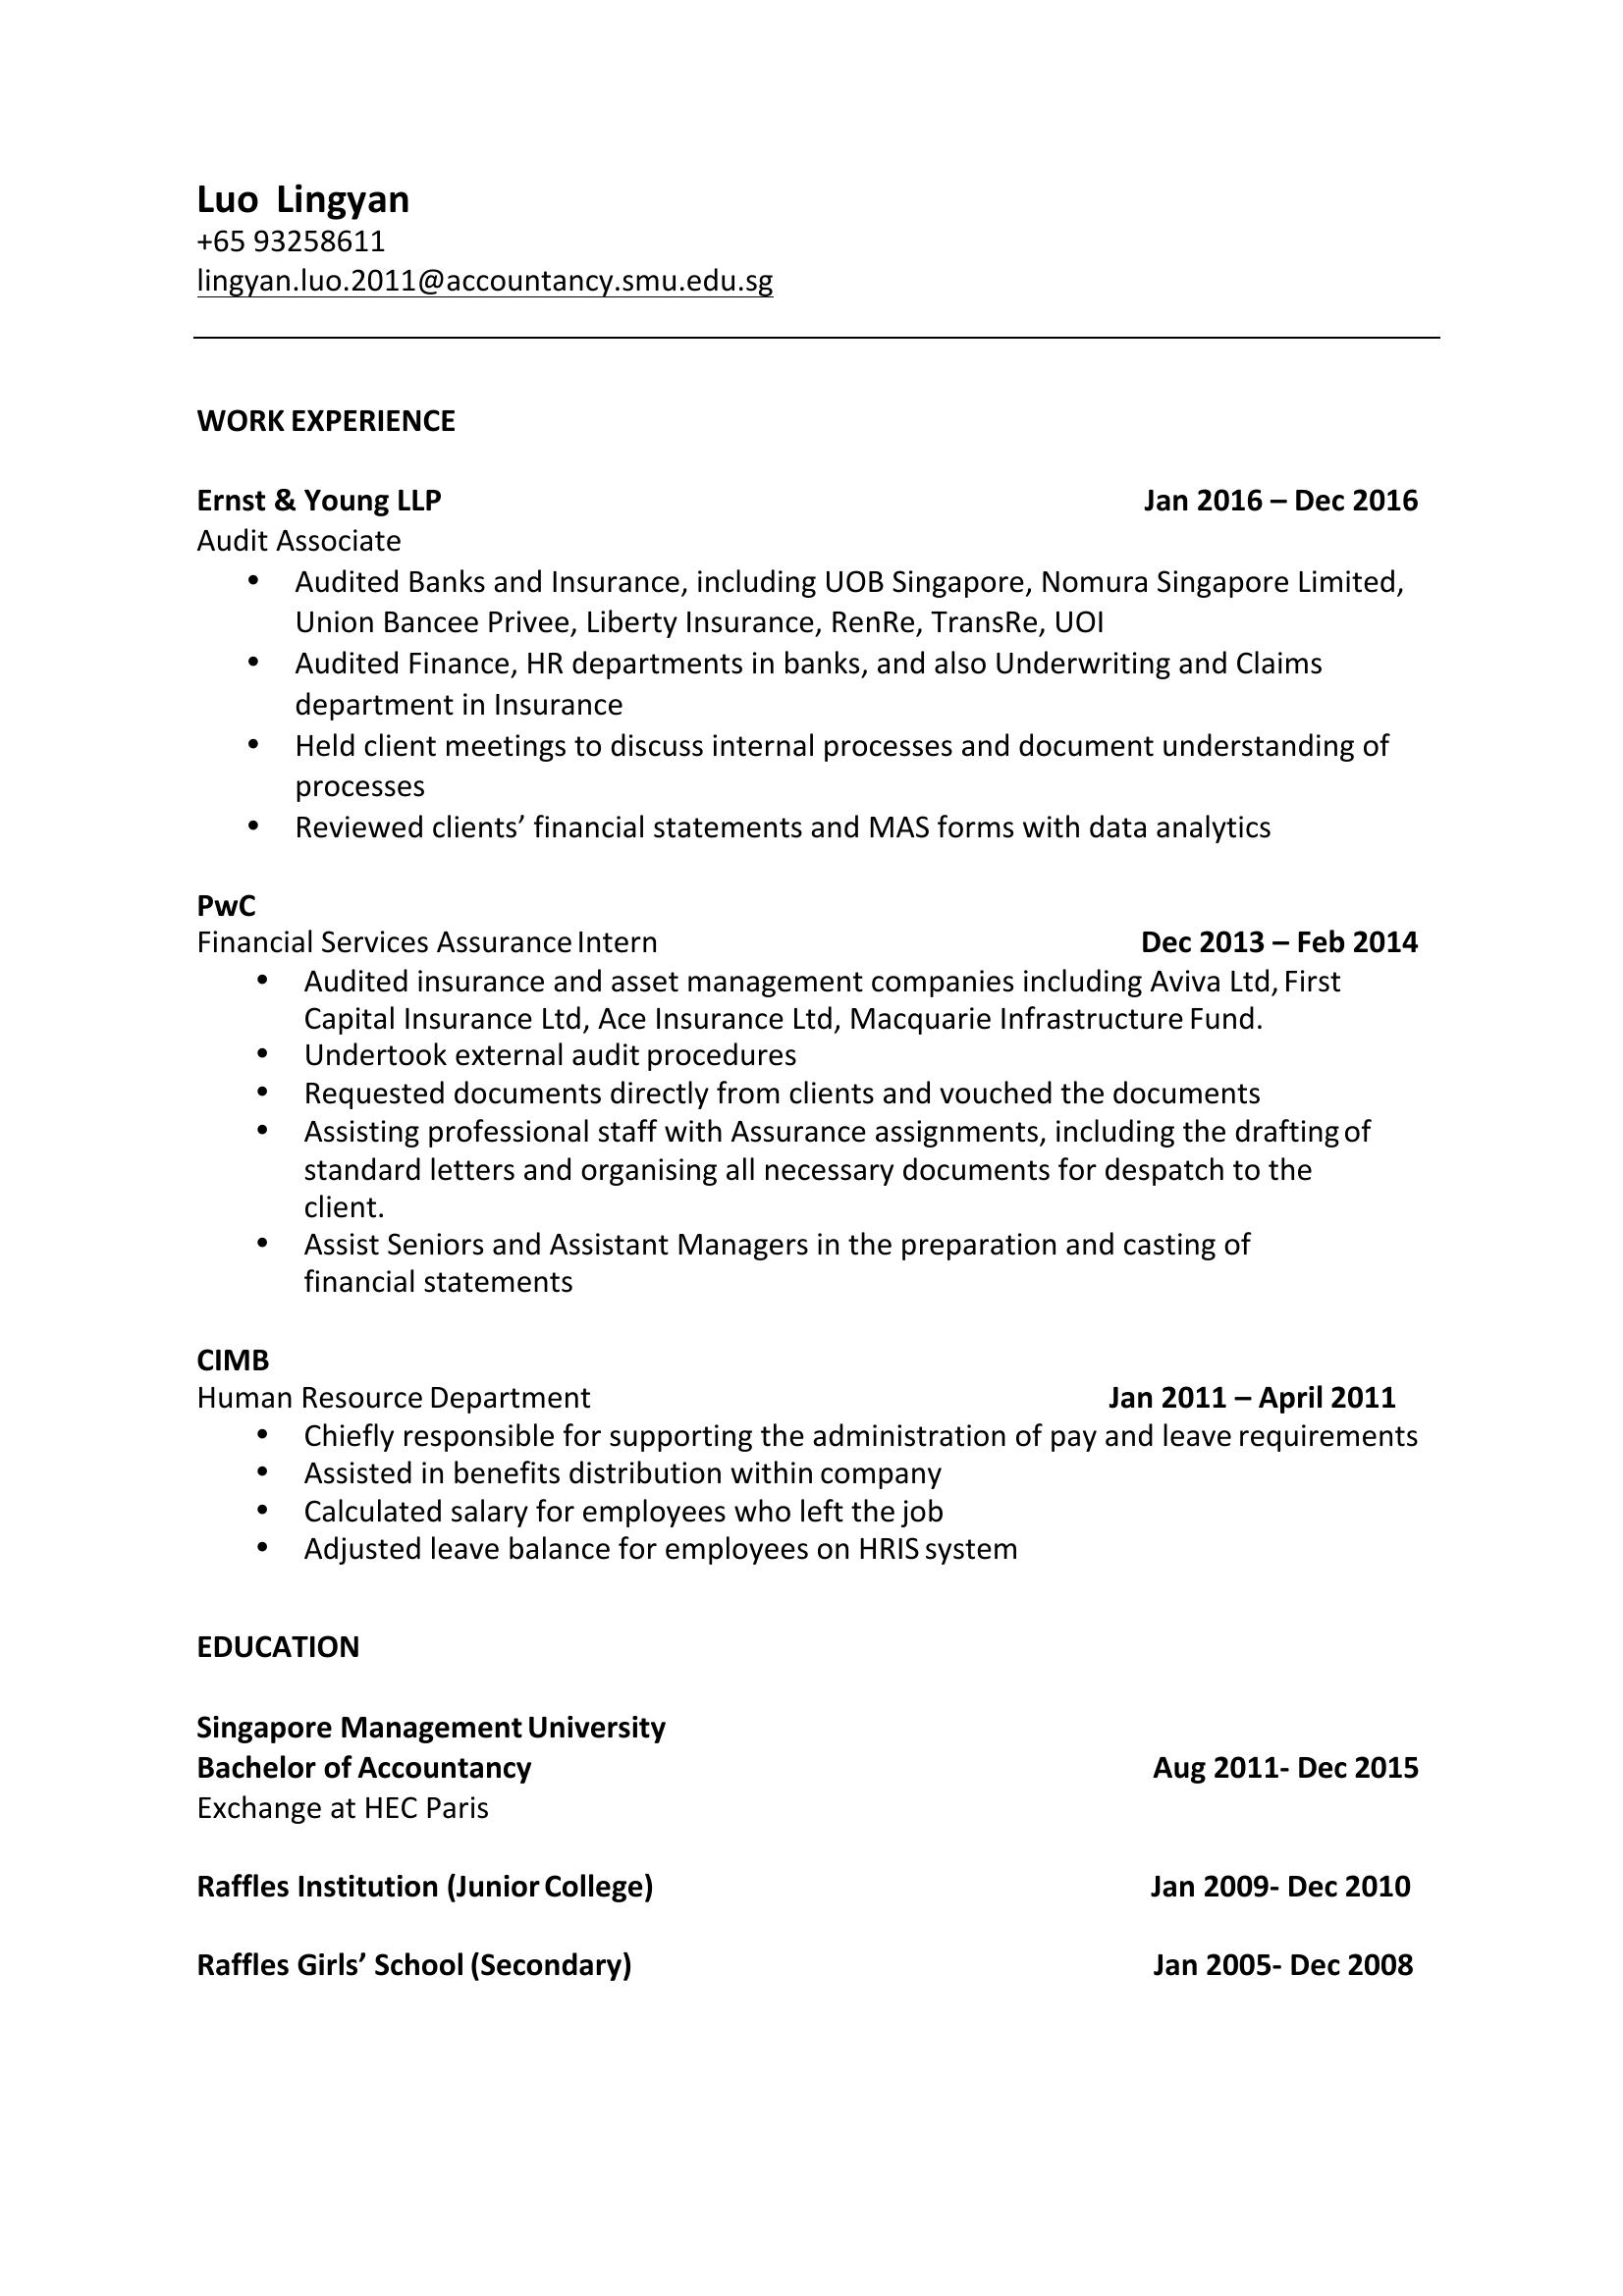 Luo Lingyan
+65 93258611
lingyan.luo.2011@accountancy.smu.edu.sg
WORK EXPERIENCE
Ernst & Young LLP Jan 2016 – Dec 2016
Audit Associate
• Audited Banks and Insurance, including UOB Singapore, Nomura Singapore Limited,
Union Bancee Privee, Liberty Insurance, RenRe, TransRe, UOI
• Audited Finance, HR departments in banks, and also Underwriting and Claims
department in Insurance
• Held client meetings to discuss internal processes and document understanding of
processes
• Reviewed clients’ financial statements and MAS forms with data analytics
PwC
Financial Services Assurance Intern Dec 2013 – Feb 2014
• Audited insurance and asset management companies including Aviva Ltd, First
Capital Insurance Ltd, Ace Insurance Ltd, Macquarie Infrastructure Fund.
• Undertook external audit procedures
• Requested documents directly from clients and vouched the documents
• Assisting professional staff with Assurance assignments, including the drafting of
standard letters and organising all necessary documents for despatch to the
client.
• Assist Seniors and Assistant Managers in the preparation and casting of
financial statements
CIMB
Human Resource Department Jan 2011 – April 2011
• Chiefly responsible for supporting the administration of pay and leave requirements
• Assisted in benefits distribution within company
• Calculated salary for employees who left the job
• Adjusted leave balance for employees on HRIS system
EDUCATION
Singapore Management University
Bachelor of Accountancy Aug 2011- Dec 2015
Exchange at HEC Paris
Raffles Institution (Junior College) Jan 2009- Dec 2010
Raffles Girls’ School (Secondary) Jan 2005- Dec 2008